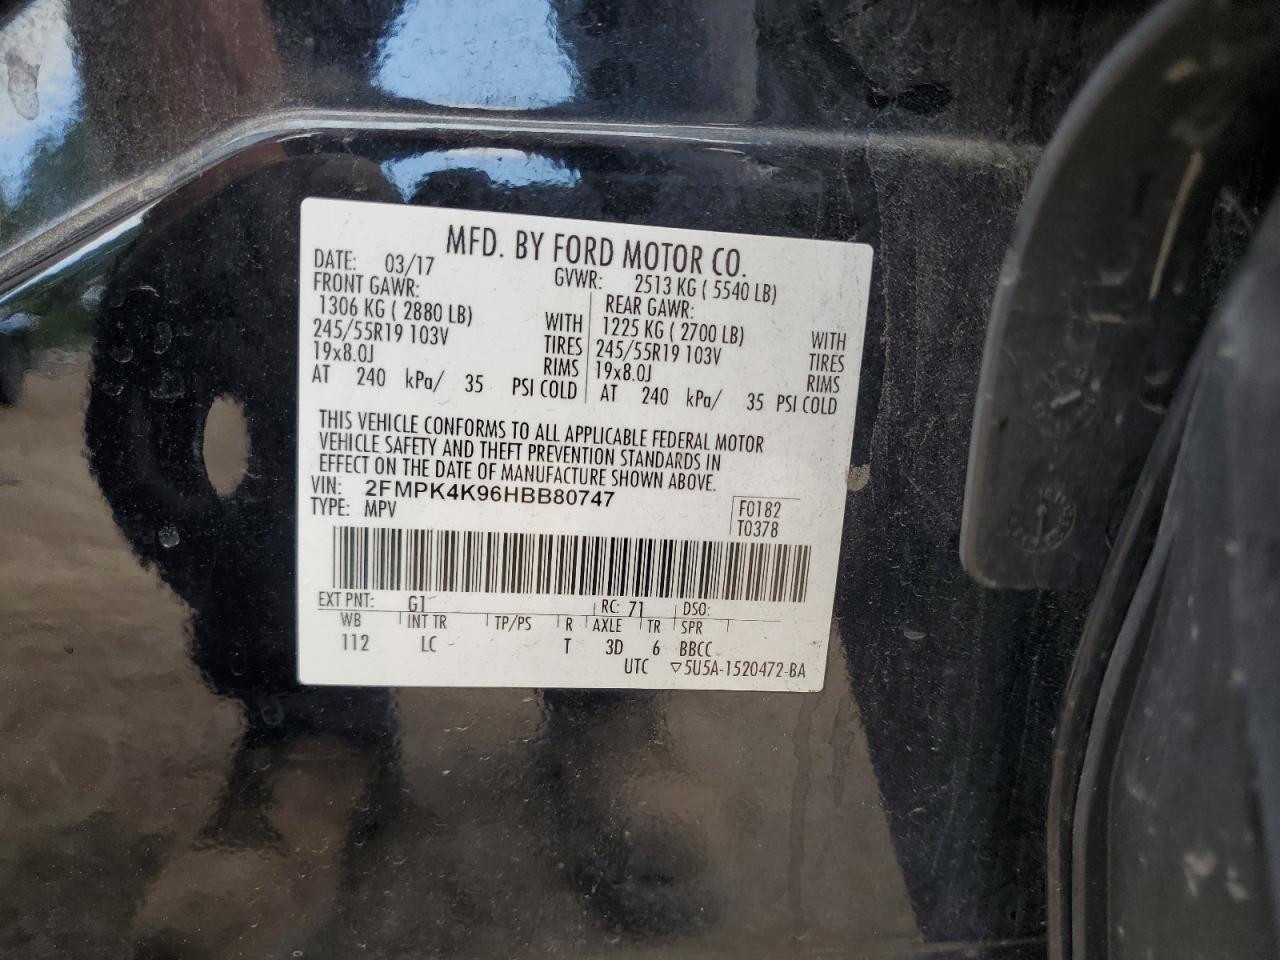 MFD. BY FORD MOTOR CO.
DATE: 03/17 GVWR: 2513 KG ( 5540 LB)
FRONT GAWR: REAR GAWR:
1306 KG ( 2880 LB) WITH 1225 KG ( 2700 LB) WITH
245/55R19 103V TIRES 245/55R19 103V TIRES
19x8.0J RIMS 19x8.0J RIMS
AT 240 kPa/ 35 PSI COLD AT 240 kPa/ 35 PSI COLD
THIS VEHICLE CONFORMS TO ALL APPLICABLE FEDERAL MOTOR
VEHICLE SAFETY AND THEFT PREVENTION STANDARDS IN
EFFECT ON THE DATE OF MANUFACTURE SHOWN ABOVE.
VIN: 2FMPK4K96HBB80747
TYPE: MPV
F0182
T0378
EXT PNT: G1 RC: 71 DSO:
WB INT TR TP/PS R AXLE TR SPR
112 LC T 3D 6 BBCC
UTC ▽5U5A-1520472-BA